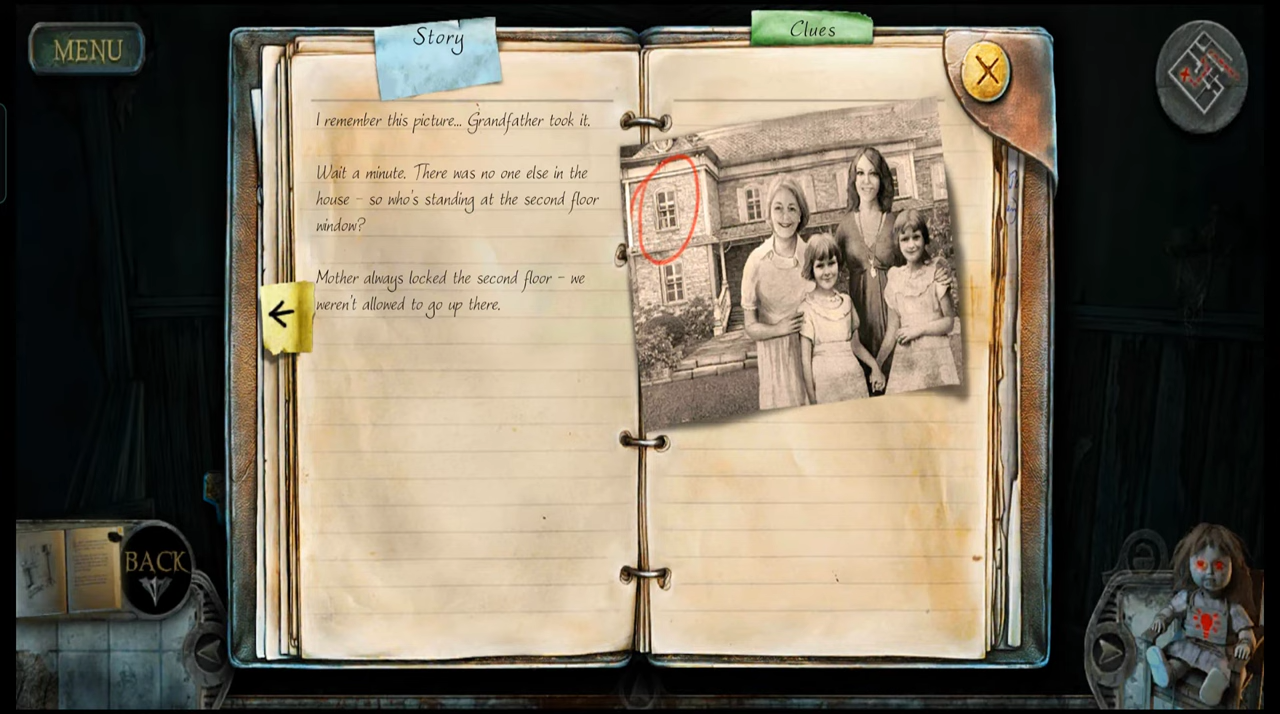 MENU
Story
Clues
I remember this picture... Grandfather took it.
Wait a minute. There was no one else in the
house - so who's standing at the second floor
window?
Mother always locked the second floor - we
weren't allowed to go up there.
BACK